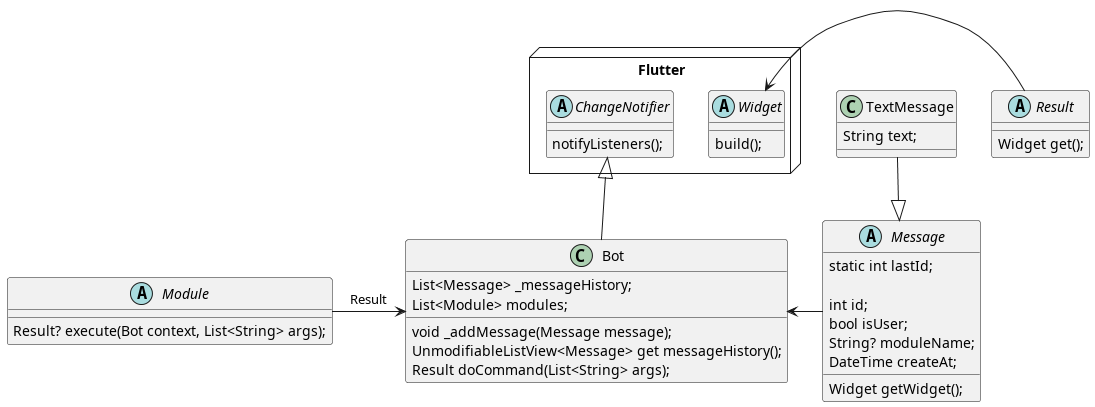 Flutter
A ChangeNotifier
notifyListeners();
A Widget
build();
C TextMessage
String text;
A Result
Widget get();
A Module
Result? execute(Bot context, List<String> args);
Result
C Bot
List<Message> _messageHistory;
List<Module> modules;
void _addMessage(Message message);
UnmodifiableListView<Message> get messageHistory();
Result doCommand(List<String> args);
A Message
static int lastId;
int id;
bool isUser;
String? moduleName;
DateTime createAt;
Widget getWidget();